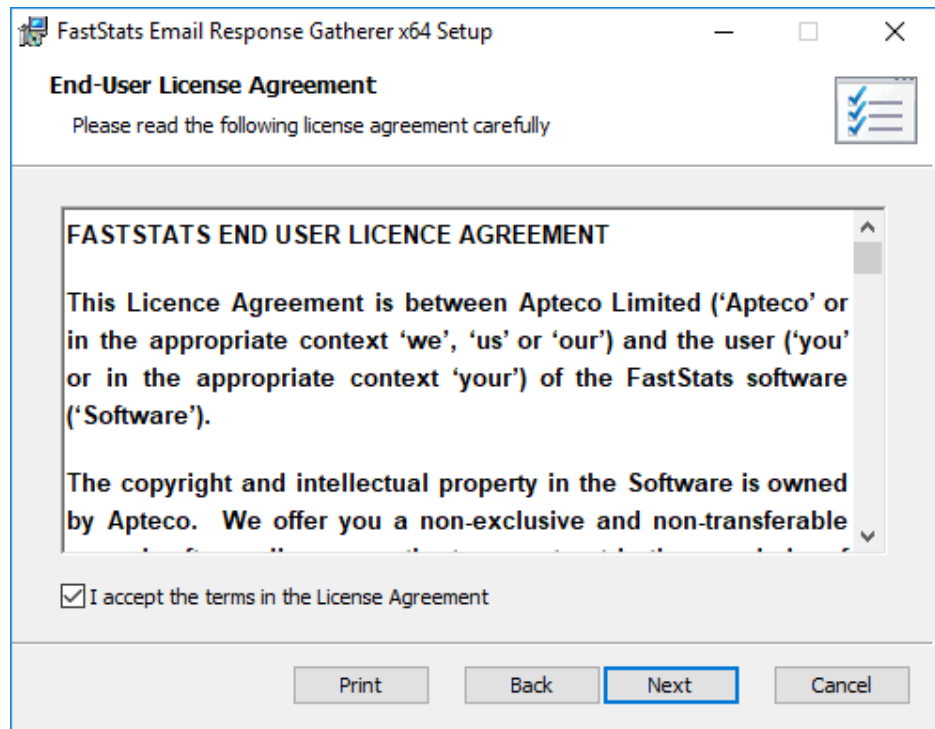 FastStats Email Response Gatherer x64 Setup
End-User License Agreement
Please read the following license agreement carefully
FASTSTATS END USER LICENCE AGREEMENT
This Licence Agreement is between Apteco Limited (‘Apteco’ or
in the appropriate context ‘we’, ‘us’ or ‘our’) and the user (‘you’
or in the appropriate context ‘your’) of the FastStats software
(‘Software’).
The copyright and intellectual property in the Software is owned
by Apteco.  We offer you a non-exclusive and non-transferable
I accept the terms in the License Agreement
Print
Back
Next
Cancel